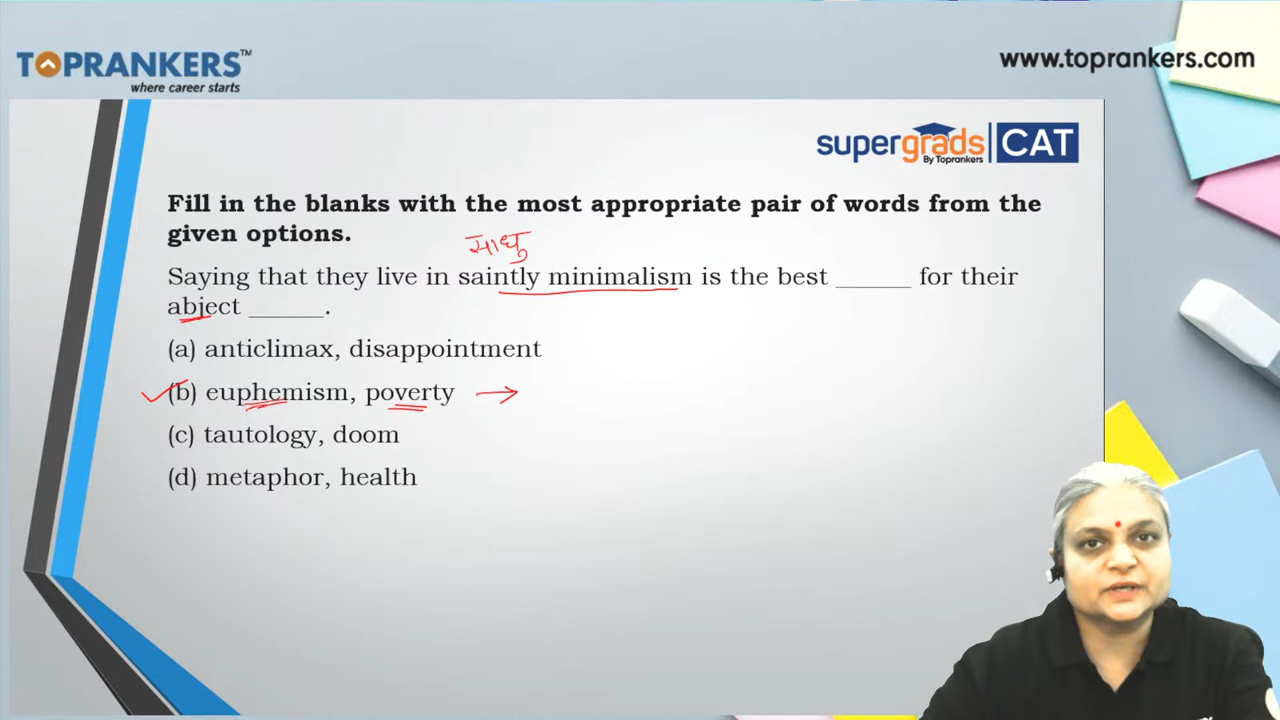 TOPRANKERS™
where career starts
www.toprankers.com
supergrads | CAT
By Toprankers
Fill in the blanks with the most appropriate pair of words from the
given options.
साधु
Saying that they live in saintly minimalism is the best ______ for their
abject ______.
(a) anticlimax, disappointment
(b) euphemism, poverty
(c) tautology, doom
(d) metaphor, health